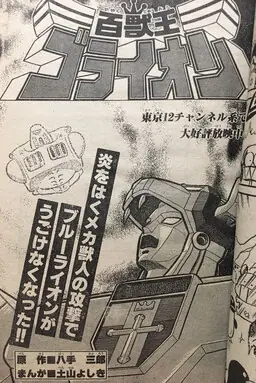 百獣王
ゴライオン
東京12チャンネル系で
大好評放映中
炎をはくメカ獣人の攻撃で
ブルーライオンが
うごけなくなった!!
原作■八手三郎
まんが■土山よしき